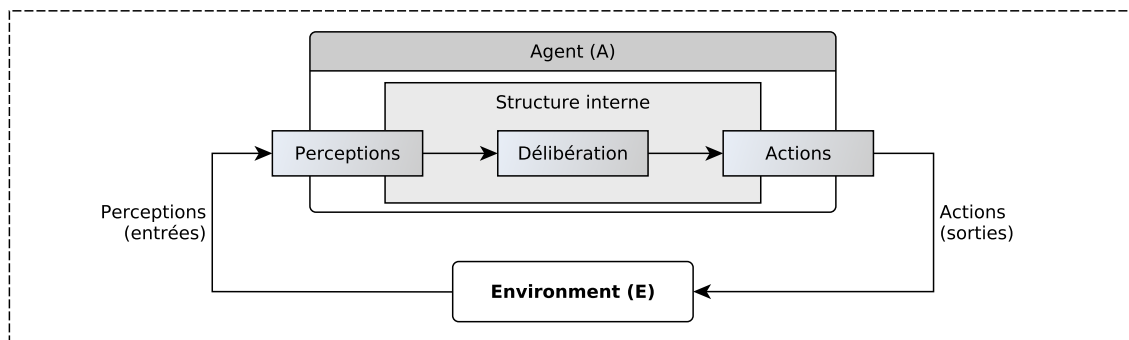 Agent (A)
Structure interne
Perceptions
Délibération
Actions
Perceptions
(entrées)
Actions
(sorties)
Environment (E)